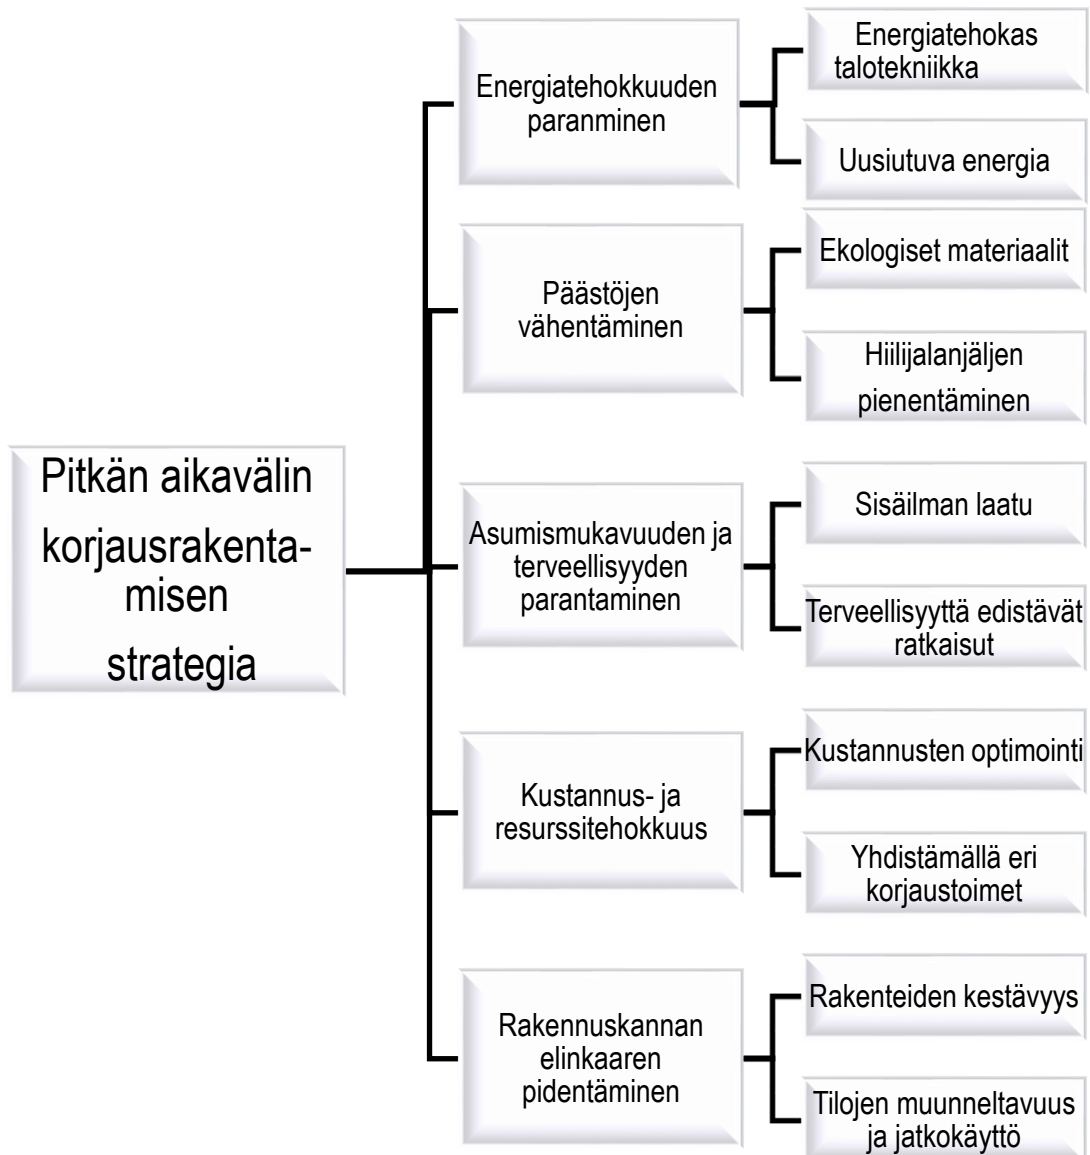 Pitkän aikavälin
korjausrakenta-
misen
strategia
Energiatehokkuuden
paranminen
Energiatehokas
talotekniikka
Uusiutuva energia
Päästöjen
vähentäminen
Ekologiset materiaalit
Hiilijalanjäljen
pienentäminen
Asumismukavuuden ja
terveellisyyden
parantaminen
Sisäilman laatu
Terveellisyyttä edistävät
ratkaisut
Kustannus- ja
resurssitehokkuus
Kustannusten optimointi
Yhdistämällä eri
korjaustoimet
Rakennuskannan
elinkaaren
pidentäminen
Rakenteiden kestävyys
Tilojen muunneltavuus
ja jatkokäyttö